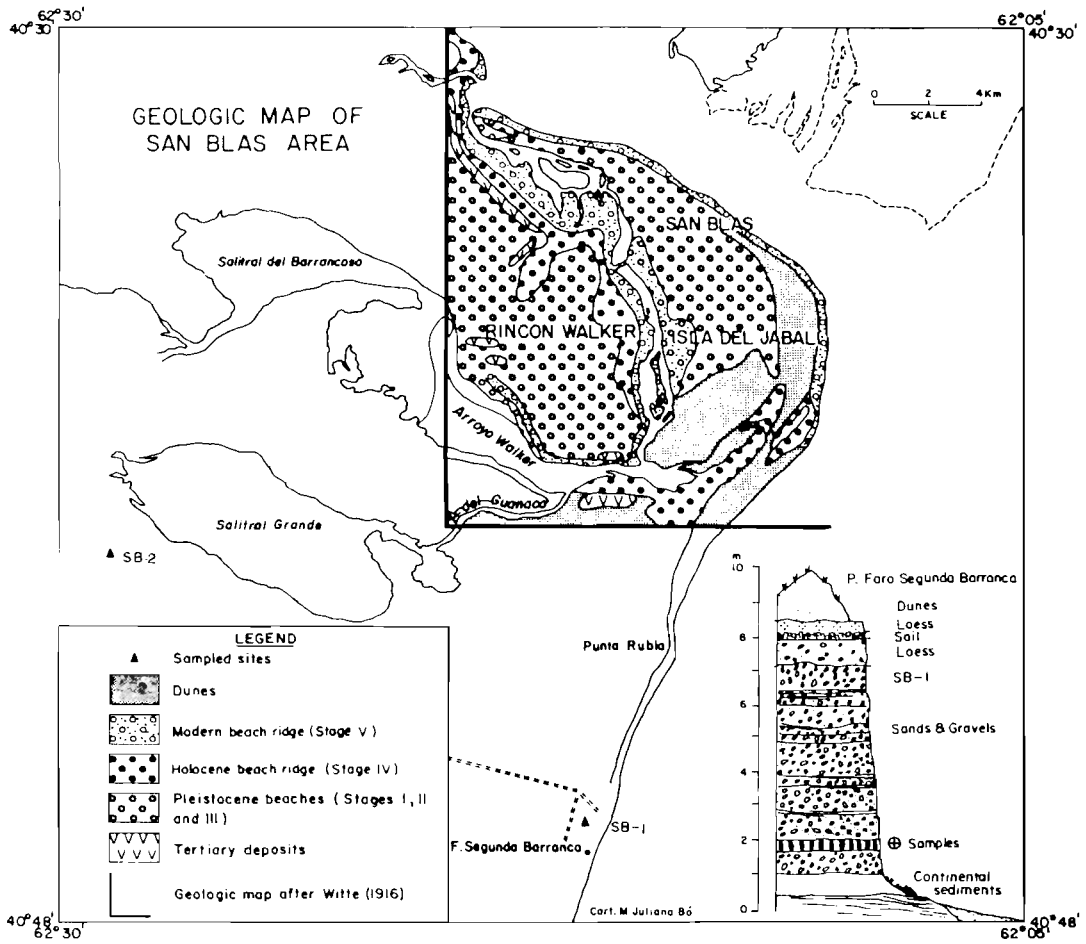 62°30'
62°05'
40°30'
40°30'
GEOLOGIC MAP OF
SAN BLAS AREA
0 2 4 Km
SCALE
SAN BLAS
Salitral del Barrancoso
RINCON WALKER
ISLA DEL JABALI
Arroyo Walker
del Guanaco
Salitral Grande
SB-2
m
10
P. Faro Segunda Barranca
Dunes
Loess
8
Soil
Loess
SB-1
6
Sands & Gravels
4
2
Samples
Continental
sediments
0
Punta Rubia
SB-1
F. Segunda Barranca
Cart. M Juliana Bó
LEGEND
Sampled sites
Dunes
Modern beach ridge (Stage V)
Holocene beach ridge (Stage IV)
Pleistocene beaches (Stages I, II
and III)
Tertiary deposits
Geologic map after Witte (1916)
40°48'
62°30'
40°48'
62°05'